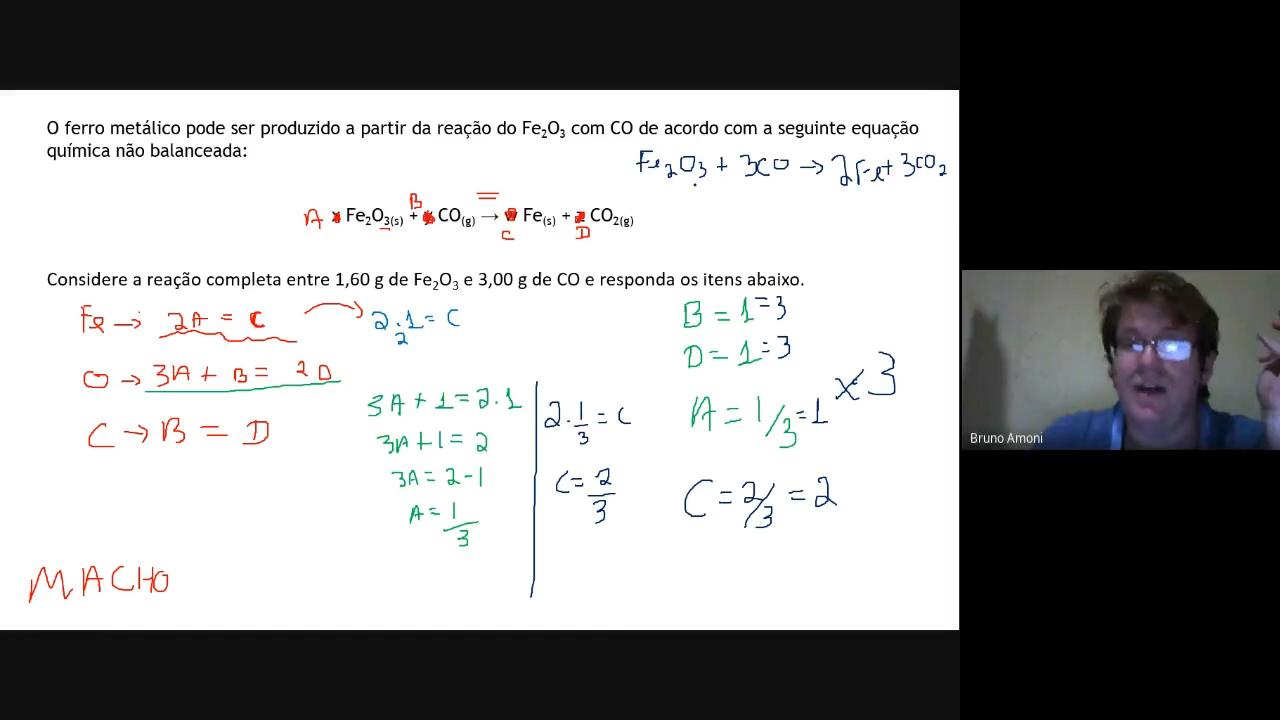 O ferro metálico pode ser produzido a partir da reação do Fe₂O₃ com CO de acordo com a seguinte equação
química não balanceada:
Fe₂O₃ + 3CO → 2Fe + 3CO₂
A Fe₂O₃(s) + B CO(g) → Fe(s) + CO₂(g)
C D
Considere a reação completa entre 1,60 g de Fe₂O₃ e 3,00 g de CO e responda os itens abaixo.
Fe → 2A = C
O → 3A + B = 2D
C → B = D
2.1 = C
2
3A + 1 = 2.1
3A + 1 = 2
3A = 2 - 1
A = 1/3
2.1/3 = C
C = 2/3
B = 1 = 3
D = 1 = 3
A = 1/3 = 1
x3
C = 2/3 = 2
MACHO
Bruno Amoni